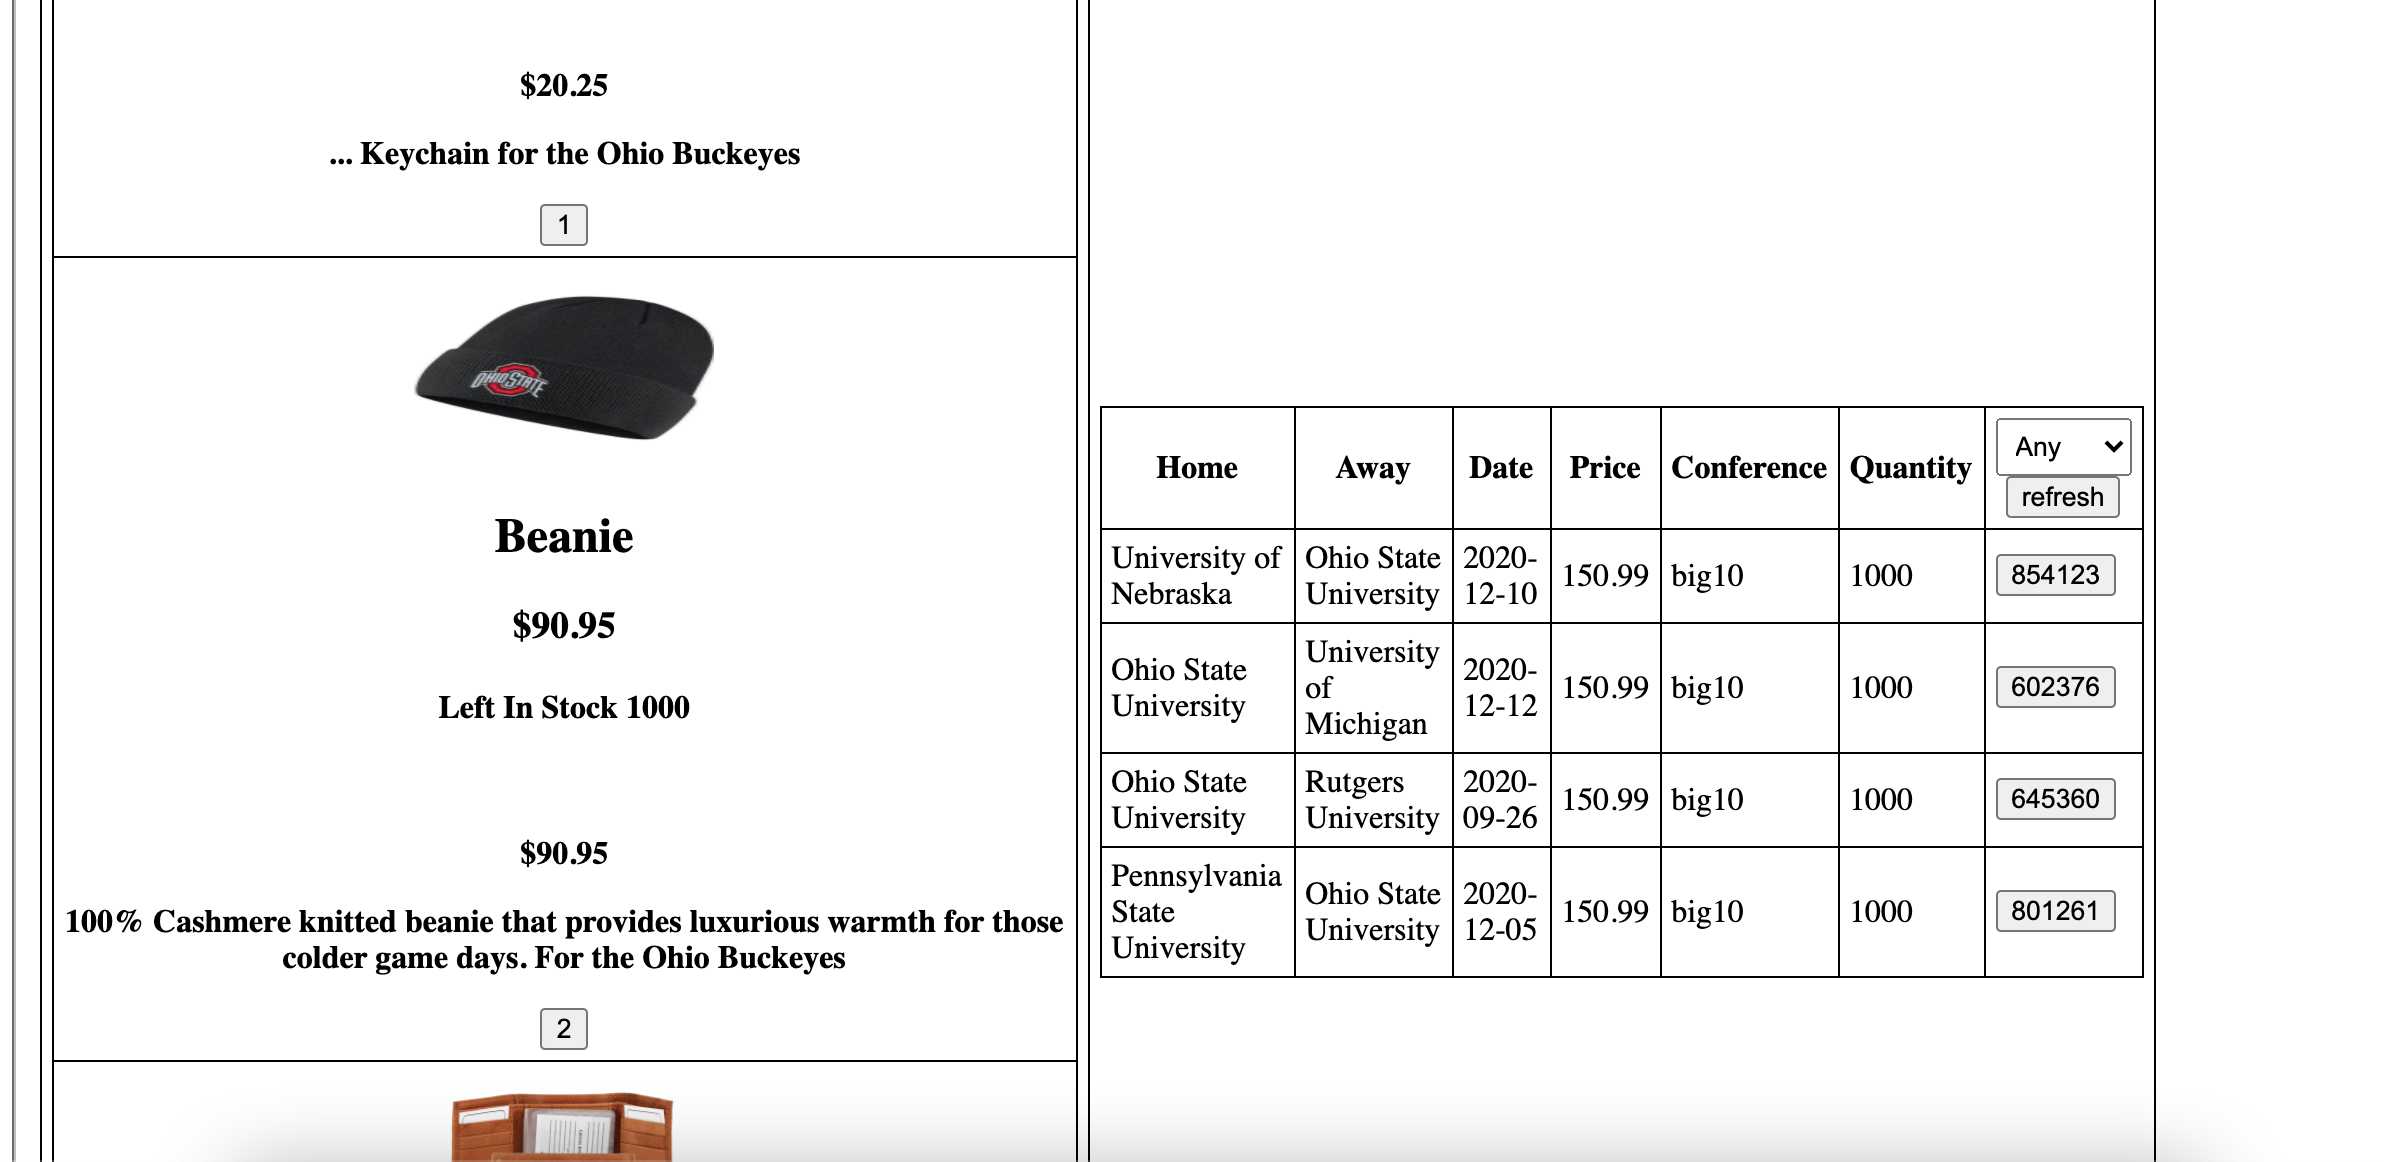 $20.25
... Keychain for the Ohio Buckeyes
1
OHIO STATE
Beanie
$90.95
Left In Stock 1000
$90.95
100% Cashmere knitted beanie that provides luxurious warmth for those
colder game days. For the Ohio Buckeyes
2
Home Away Date Price Conference Quantity Any
refresh
University of Nebraska Ohio State University 2020-12-10 150.99 big10 1000 854123
Ohio State University University of Michigan 2020-12-12 150.99 big10 1000 602376
Ohio State University Rutgers University 2020-09-26 150.99 big10 1000 645360
Pennsylvania State University Ohio State University 2020-12-05 150.99 big10 1000 801261